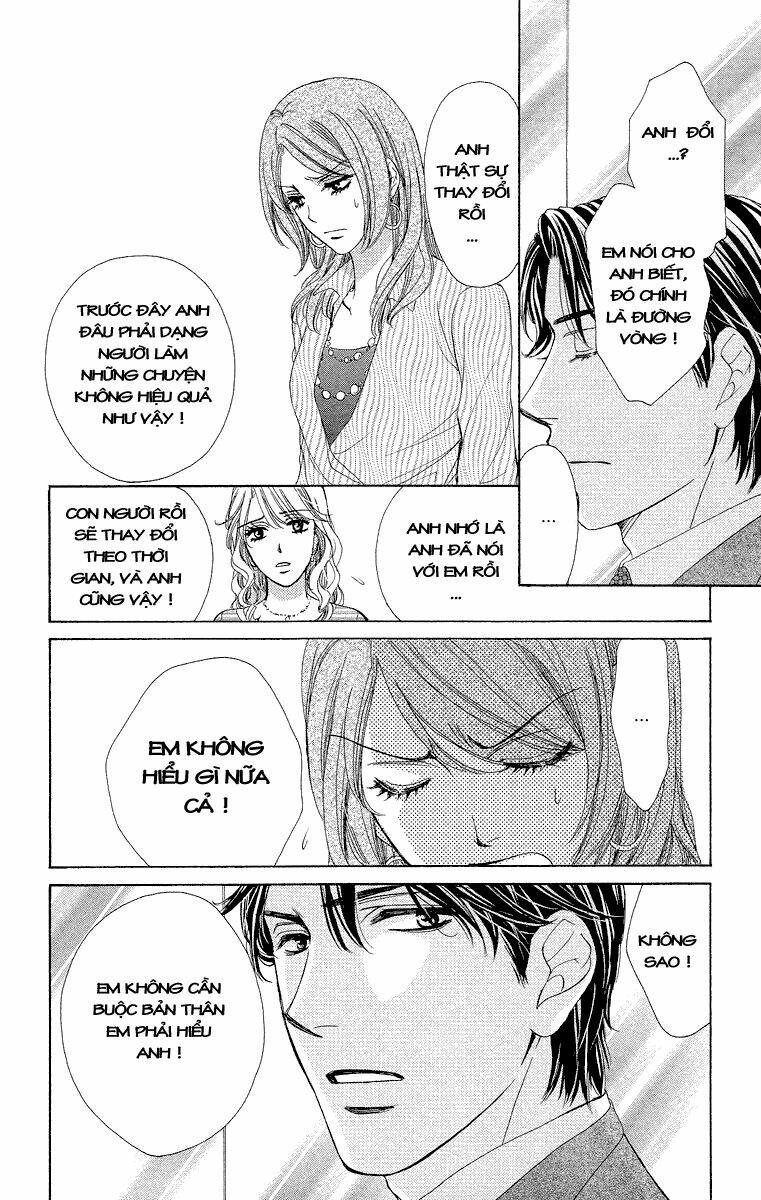 ANH ĐỔI
...?
EM NÓI CHO
ANH BIẾT,
ĐÓ CHÍNH
LÀ ĐƯỜNG
VÒNG !
...
ANH
THẬT SỰ
THAY ĐỔI
RỒI
...
TRƯỚC ĐÂY ANH
ĐÂU PHẢI DẠNG
NGƯỜI LÀM
NHỮNG CHUYỆN
KHÔNG HIỆU QUẢ
NHƯ VẬY !
ANH NHỚ LÀ
ANH ĐÃ NÓI
VỚI EM RỒI
...
CON NGƯỜI RỒI
SẼ THAY ĐỔI
THEO THỜI
GIAN, VÀ ANH
CŨNG VẬY !
...
EM KHÔNG
HIỂU GÌ NỮA
CẢ !
KHÔNG
SAO !
EM KHÔNG CẦN
BUỘC BẢN THÂN
EM PHẢI HIỂU
ANH !